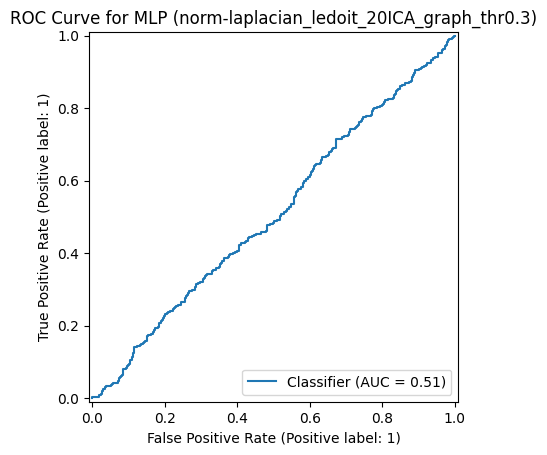 ROC Curve for MLP (norm-laplacian_ledoit_20ICA_graph_thr0.3)
True Positive Rate (Positive label: 1)
1.0
0.8
0.6
0.4
0.2
0.0
Classifier (AUC = 0.51)
0.0 0.2 0.4 0.6 0.8 1.0
False Positive Rate (Positive label: 1)